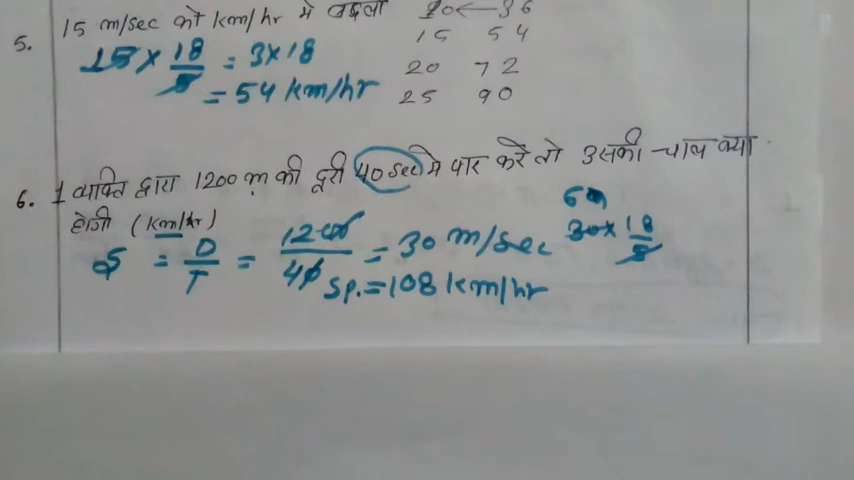 5. 15 m/sec को km/hr मे बदलो
10 ← 36
15 54
20 72
25 90
15 × 18/5 = 3×18
= 54 km/hr
6. 1 व्यक्ति द्वारा 1200 m की दूरी 40 sec मे पार करे तो उसकी चाल क्या
होगी (km/hr)
S = D/T = 1200/40 = 30 m/sec
30 × 18/5
6
Sp. = 108 km/hr